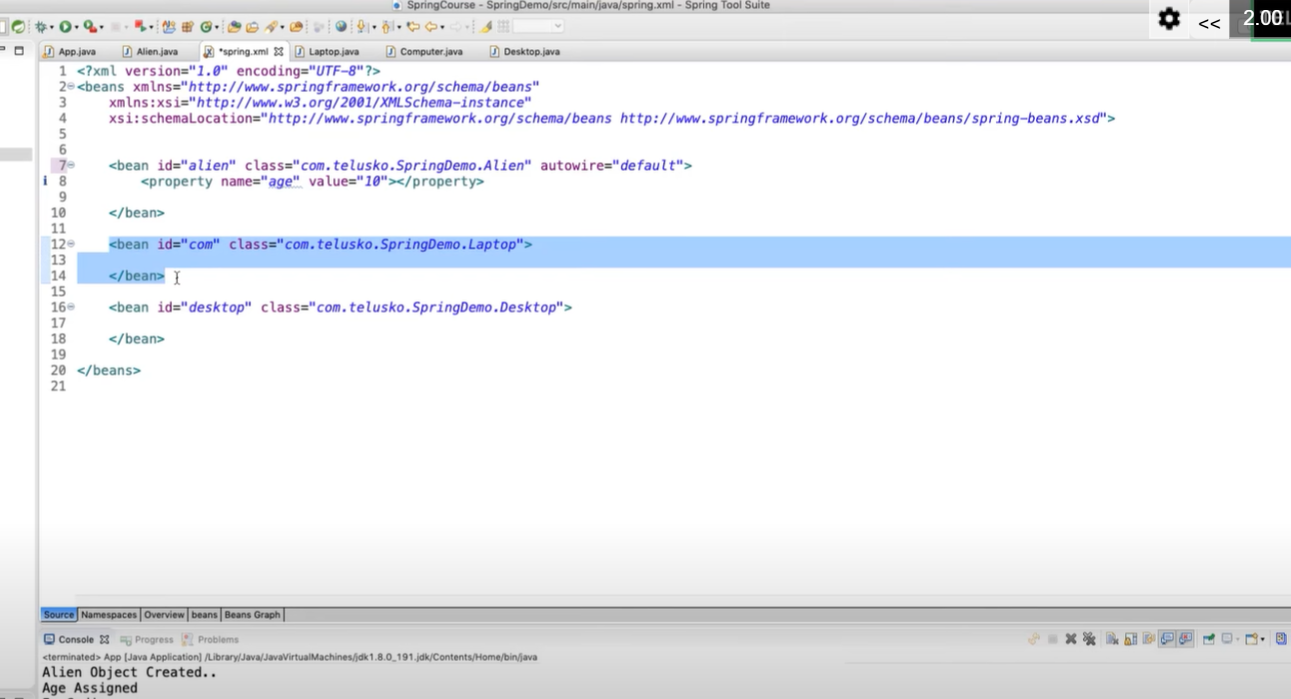 SpringCourse - SpringDemo/src/main/java/spring.xml - Spring Tool Suite
<< 2.00
App.java Alien.java *spring.xml Laptop.java Computer.java Desktop.java
1 <?xml version="1.0" encoding="UTF-8"?>
2 <beans xmlns="http://www.springframework.org/schema/beans"
3 xmlns:xsi="http://www.w3.org/2001/XMLSchema-instance"
4 xsi:schemaLocation="http://www.springframework.org/schema/beans http://www.springframework.org/schema/beans/spring-beans.xsd">
5
6
7 <bean id="alien" class="com.telusko.SpringDemo.Alien" autowire="default">
8 <property name="age" value="10"></property>
9
10 </bean>
11
12 <bean id="com" class="com.telusko.SpringDemo.Laptop">
13
14 </bean>
15
16 <bean id="desktop" class="com.telusko.SpringDemo.Desktop">
17
18 </bean>
19
20 </beans>
21
Source Namespaces Overview beans Beans Graph
Console Progress Problems
<terminated> App [Java Application] /Library/Java/JavaVirtualMachines/jdk1.8.0_191.jdk/Contents/Home/bin/java
Alien Object Created..
Age Assigned